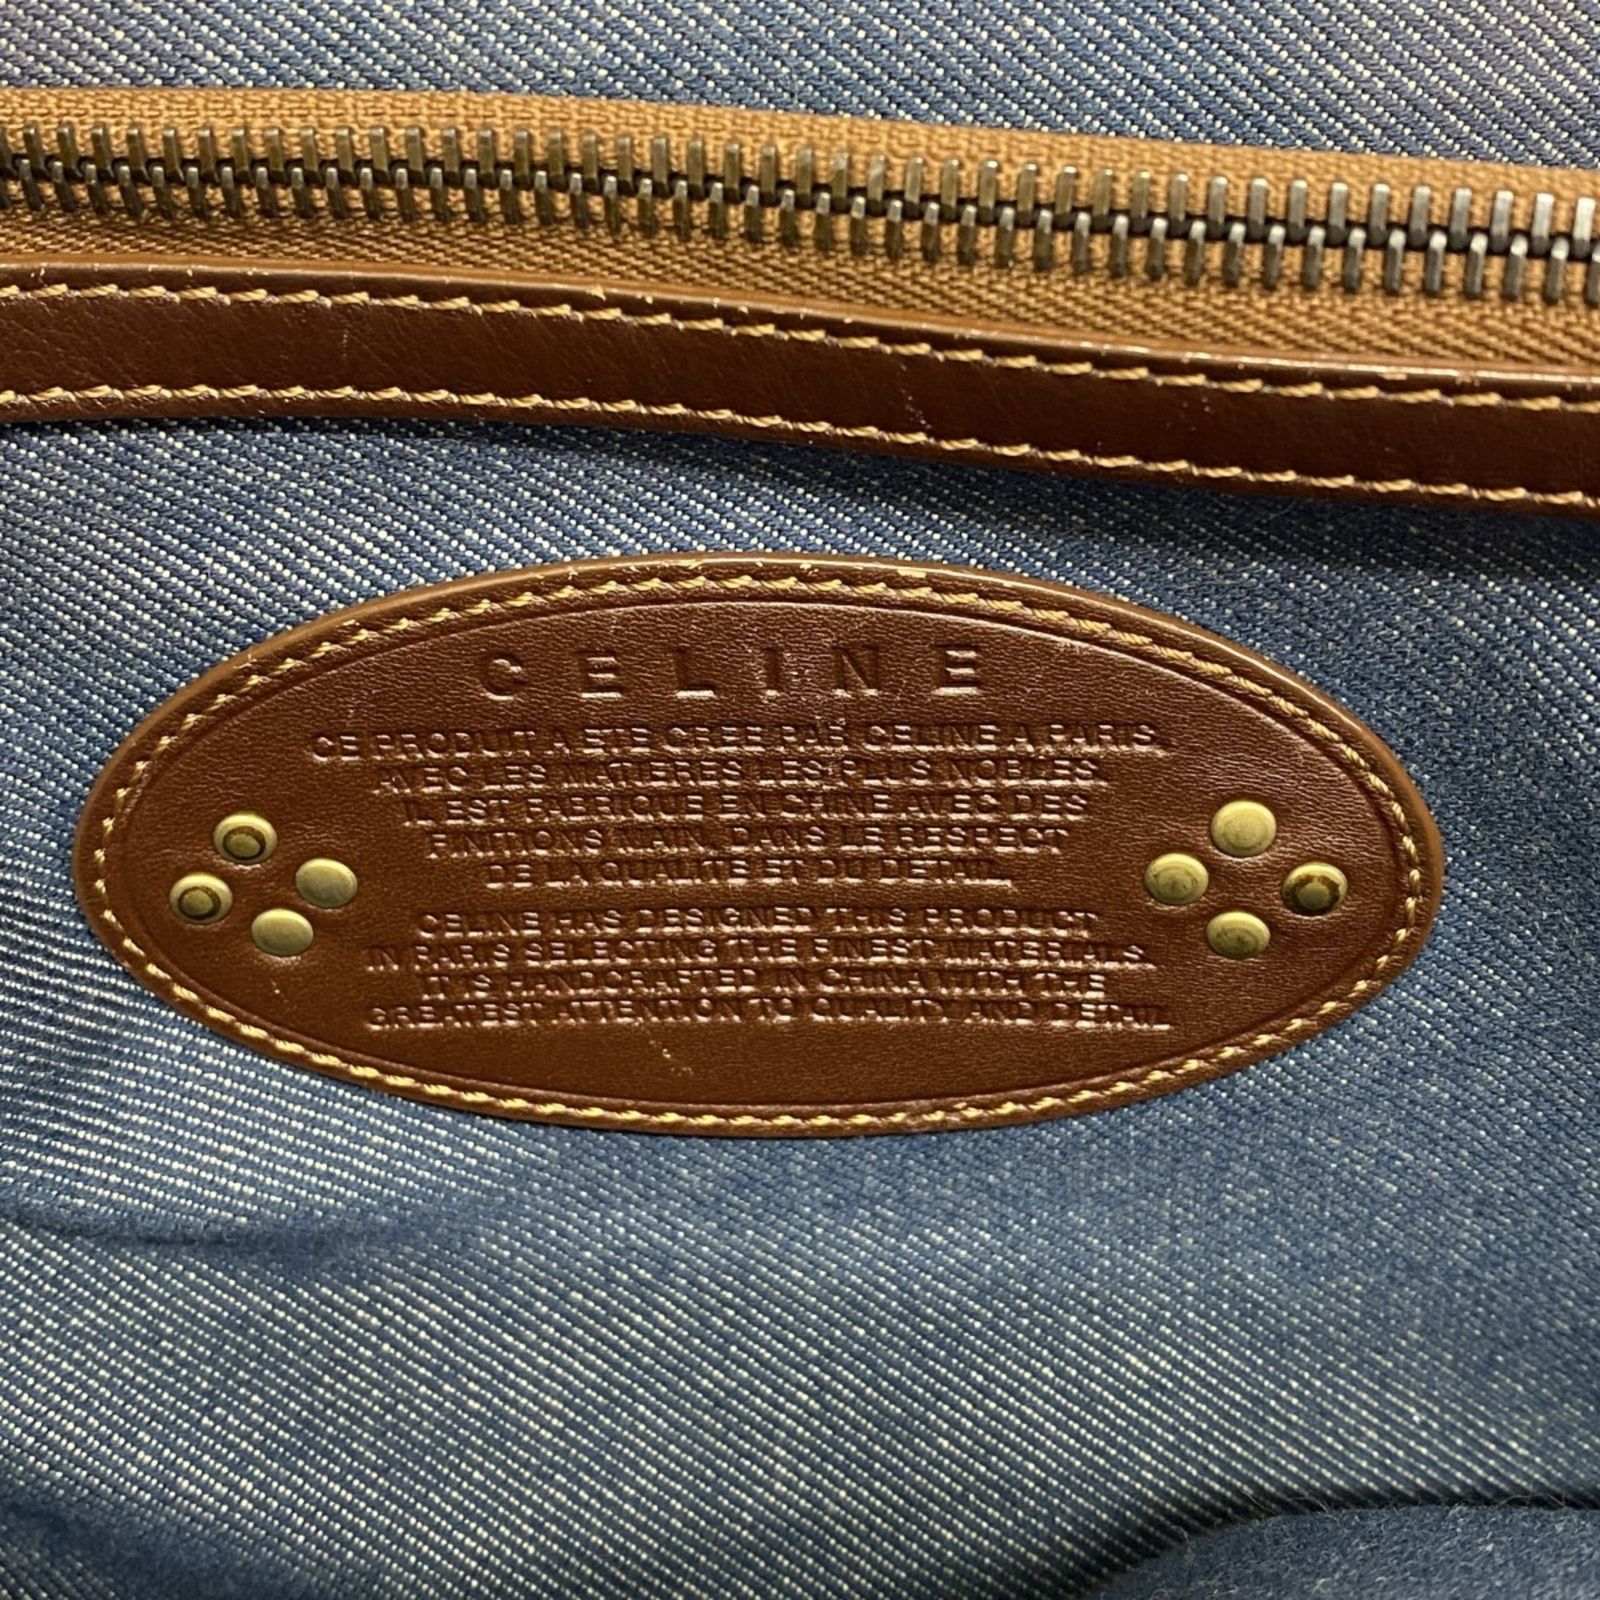 CELINE
CE PRODUIT A ETE CREE PAR CELINE A PARIS.
AVEC LES MATIERES LES PLUS NOBLES.
IL EST FABRIQUE EN CHINE AVEC DES
FINITIONS MAIN, DANS LE RESPECT
DE LA QUALITE ET DU DETAIL.
CELINE HAS DESIGNED THIS PRODUCT
IN PARIS SELECTING THE FINEST MATERIALS.
IT IS HANDCRAFTED IN CHINA WITH THE
GREATEST ATTENTION TO QUALITY AND DETAIL